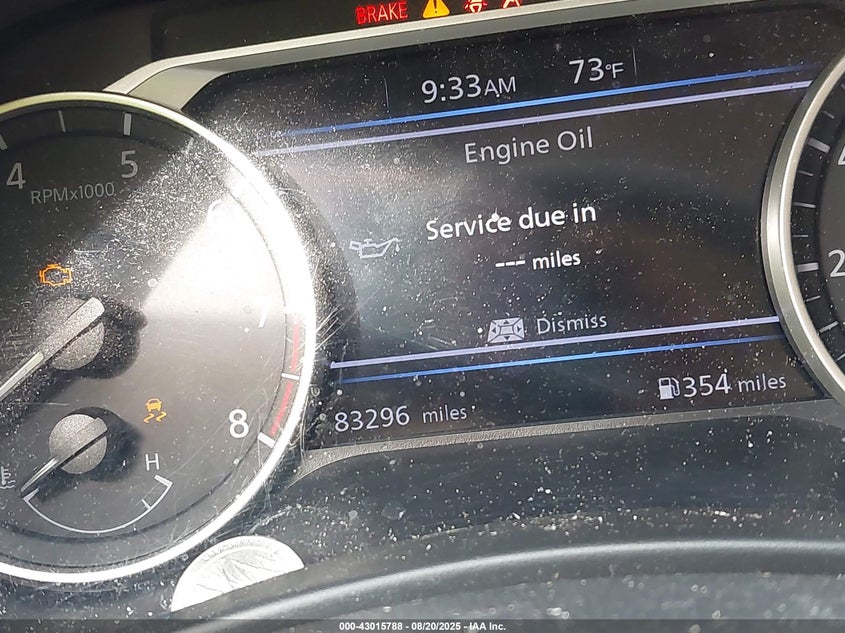 BRAKE
9:33AM 73°F
Engine Oil
5
4
RPMx1000
Service due in
--- miles
2
Dismiss
354 miles
83296 miles
8
H
000-43015788 - 08/20/2025 - IAA Inc.